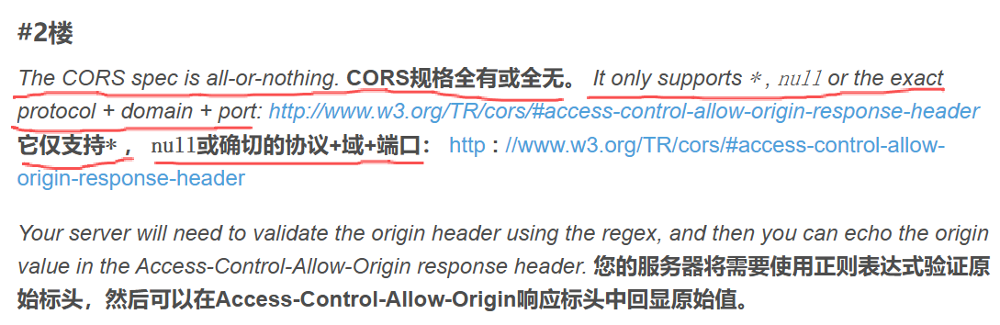 #2楼
The CORS spec is all-or-nothing. CORS规格全有或全无。 It only supports *, null or the exact
protocol + domain + port: http://www.w3.org/TR/cors/#access-control-allow-origin-response-header
它仅支持*， null或确切的协议+域+端口： http : //www.w3.org/TR/cors/#access-control-allow-
origin-response-header
Your server will need to validate the origin header using the regex, and then you can echo the origin
value in the Access-Control-Allow-Origin response header. 您的服务器将需要使用正则表达式验证原
始标头，然后可以在Access-Control-Allow-Origin响应标头中回显原始值。